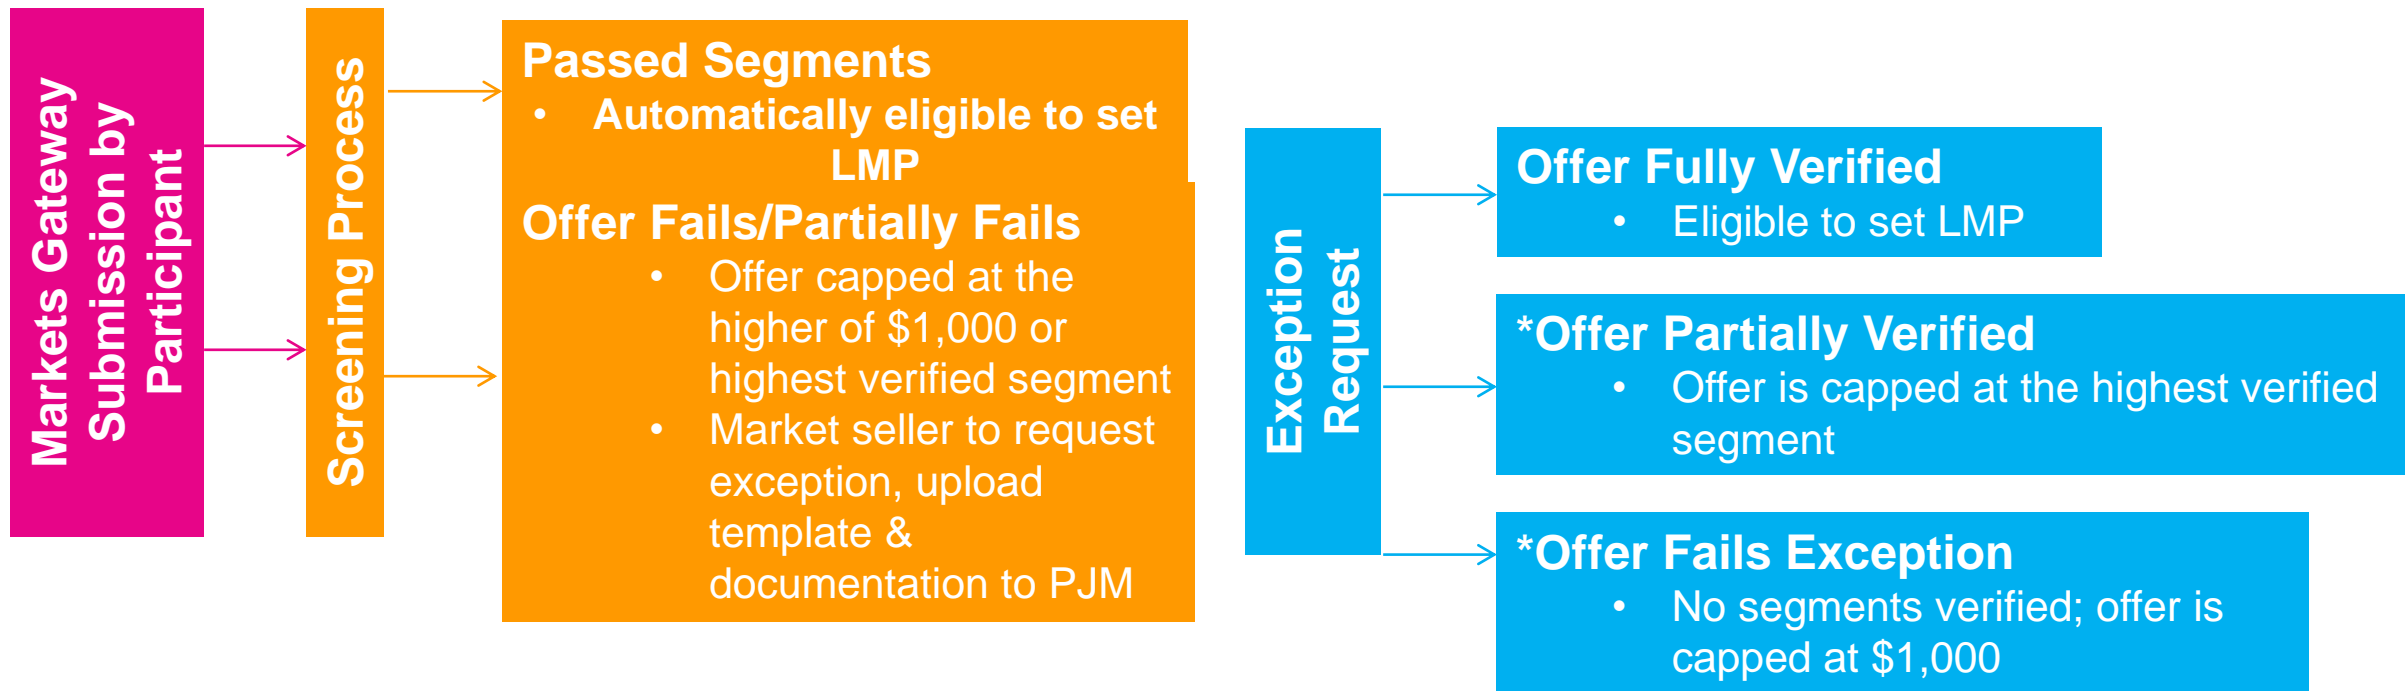 Markets Gateway
Submission by
Participant
Screening Process
Passed Segments
• Automatically eligible to set
LMP
Offer Fails/Partially Fails
• Offer capped at the
higher of $1,000 or
highest verified segment
• Market seller to request
exception, upload
template &
documentation to PJM
Exception
Request
Offer Fully Verified
• Eligible to set LMP
*Offer Partially Verified
• Offer is capped at the highest verified
segment
*Offer Fails Exception
• No segments verified; offer is
capped at $1,000